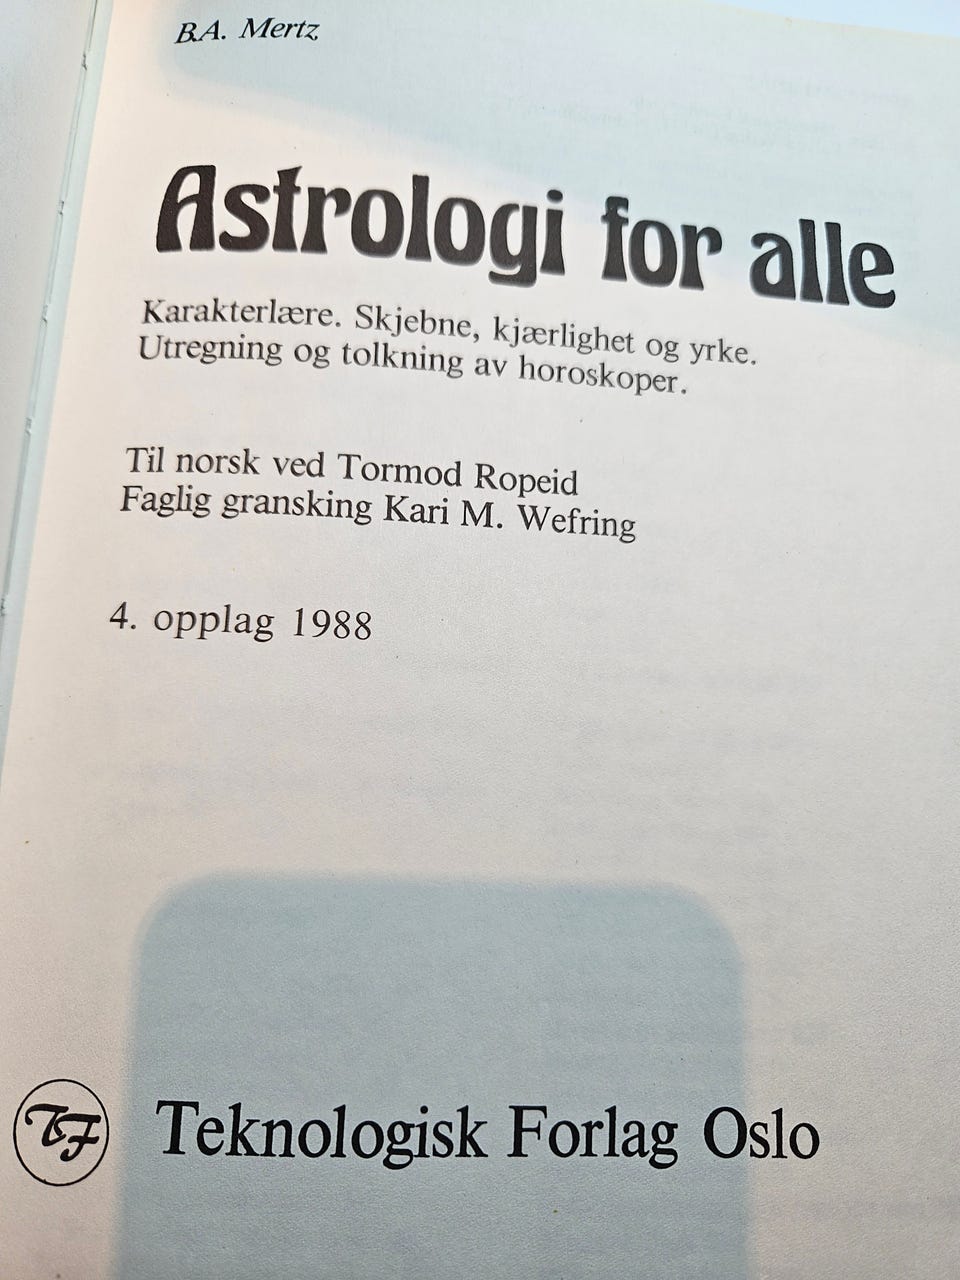 B.A. Mertz
Astrologi for alle
Karakterlære. Skjebne, kjærlighet og yrke.
Utregning og tolkning av horoskoper.
Til norsk ved Tormod Ropeid
Faglig gransking Kari M. Wefring
4. opplag 1988
TF Teknologisk Forlag Oslo